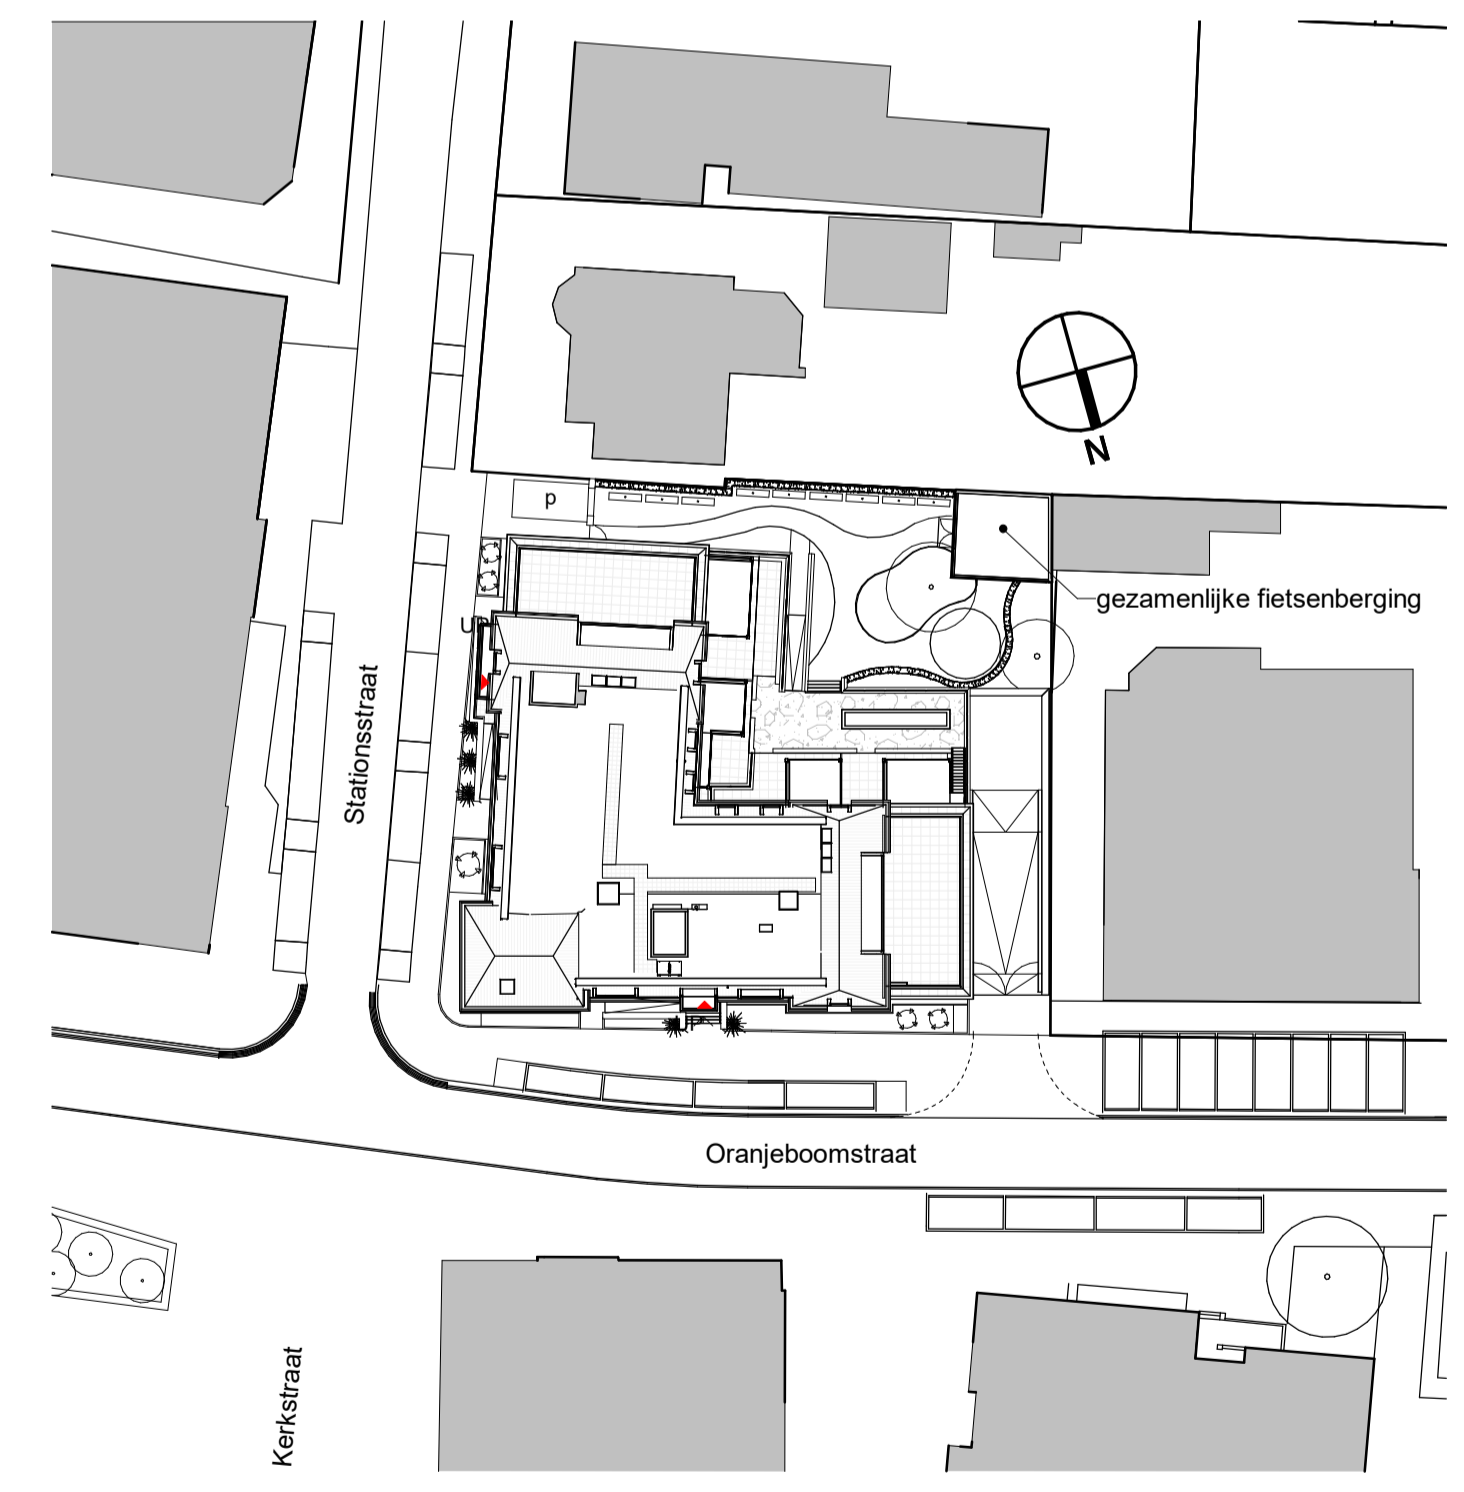 N
p
gezamenlijke fietsenberging
Stationsstraat
Oranjeboomstraat
Kerkstraat